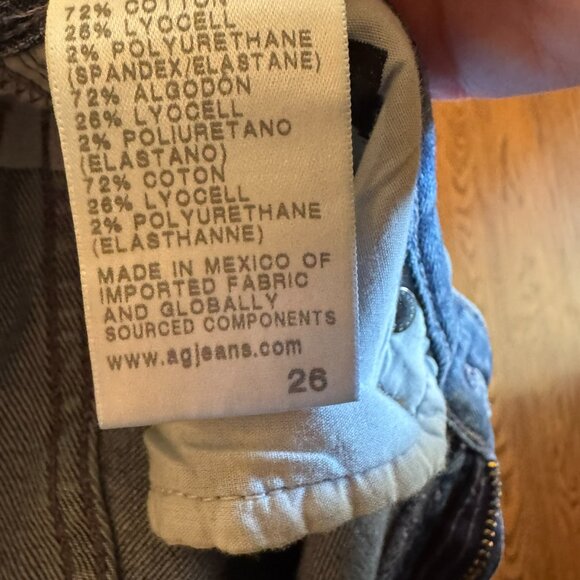 72% COTTON
26% LYOCELL
2% POLYURETHANE
(SPANDEX/ELASTANE)
72% ALGODON
26% LYOCELL
2% POLIURETANO
(ELASTANO)
72% COTON
26% LYOCELL
2% POLYURETHANE
(ELASTHANNE)
MADE IN MEXICO OF
IMPORTED FABRIC
AND GLOBALLY
SOURCED COMPONENTS
www.agjeans.com
26